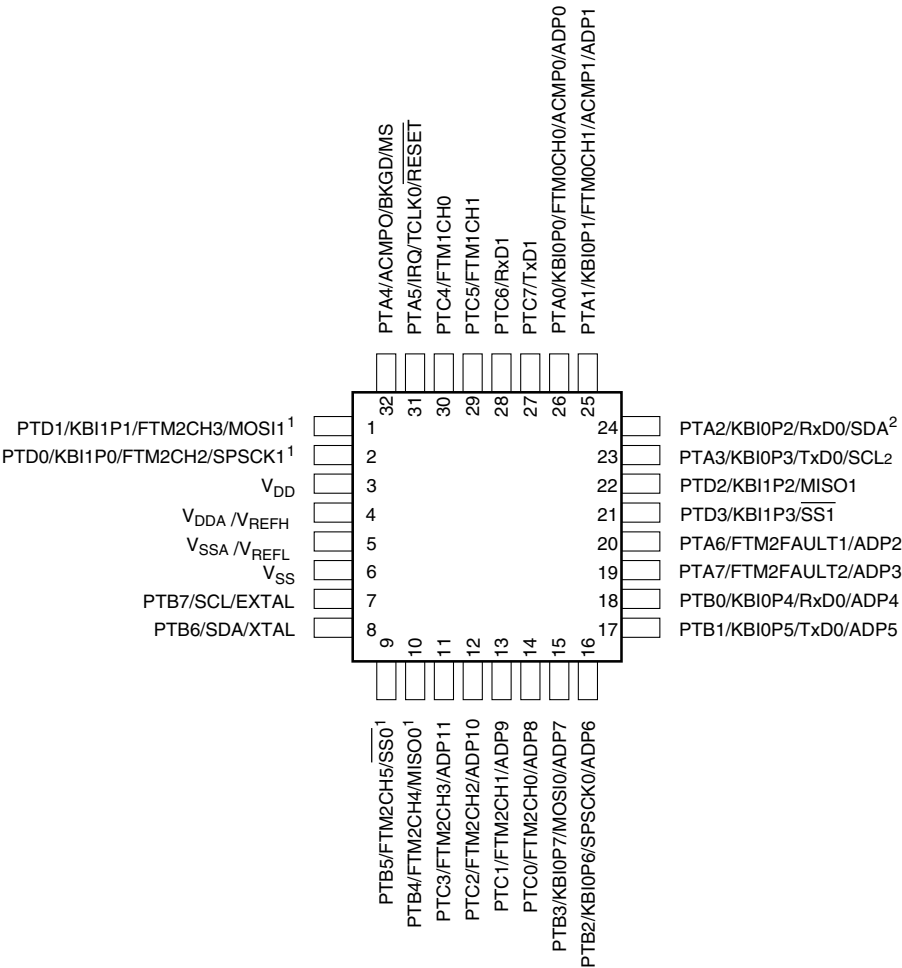 PTA4/ACMPO/BKGD/MS
PTA5/IRQ/TCLK0/RESET
PTC4/FTM1CH0
PTC5/FTM1CH1
PTC6/RxD1
PTC7/TxD1
PTA0/KBI0P0/FTM0CH0/ACMP0/ADP0
PTA1/KBI0P1/FTM0CH1/ACMP1/ADP1
32
31
30
29
28
27
26
25
PTD1/KBI1P1/FTM2CH3/MOSI1¹ 1
PTD0/KBI1P0/FTM2CH2/SPSCK1¹ 2
VDD 3
VDDA /VREFH 4
VSSA /VREFL 5
VSS 6
PTB7/SCL/EXTAL 7
PTB6/SDA/XTAL 8
24 PTA2/KBI0P2/RxD0/SDA²
23 PTA3/KBI0P3/TxD0/SCL2
22 PTD2/KBI1P2/MISO1
21 PTD3/KBI1P3/SS1
20 PTA6/FTM2FAULT1/ADP2
19 PTA7/FTM2FAULT2/ADP3
18 PTB0/KBI0P4/RxD0/ADP4
17 PTB1/KBI0P5/TxD0/ADP5
9
10
11
12
13
14
15
16
PTB5/FTM2CH5/SS0¹
PTB4/FTM2CH4/MISO0¹
PTC3/FTM2CH3/ADP11
PTC2/FTM2CH2/ADP10
PTC1/FTM2CH1/ADP9
PTC0/FTM2CH0/ADP8
PTB3/KBI0P7/MOSI0/ADP7
PTB2/KBI0P6/SPSCK0/ADP6